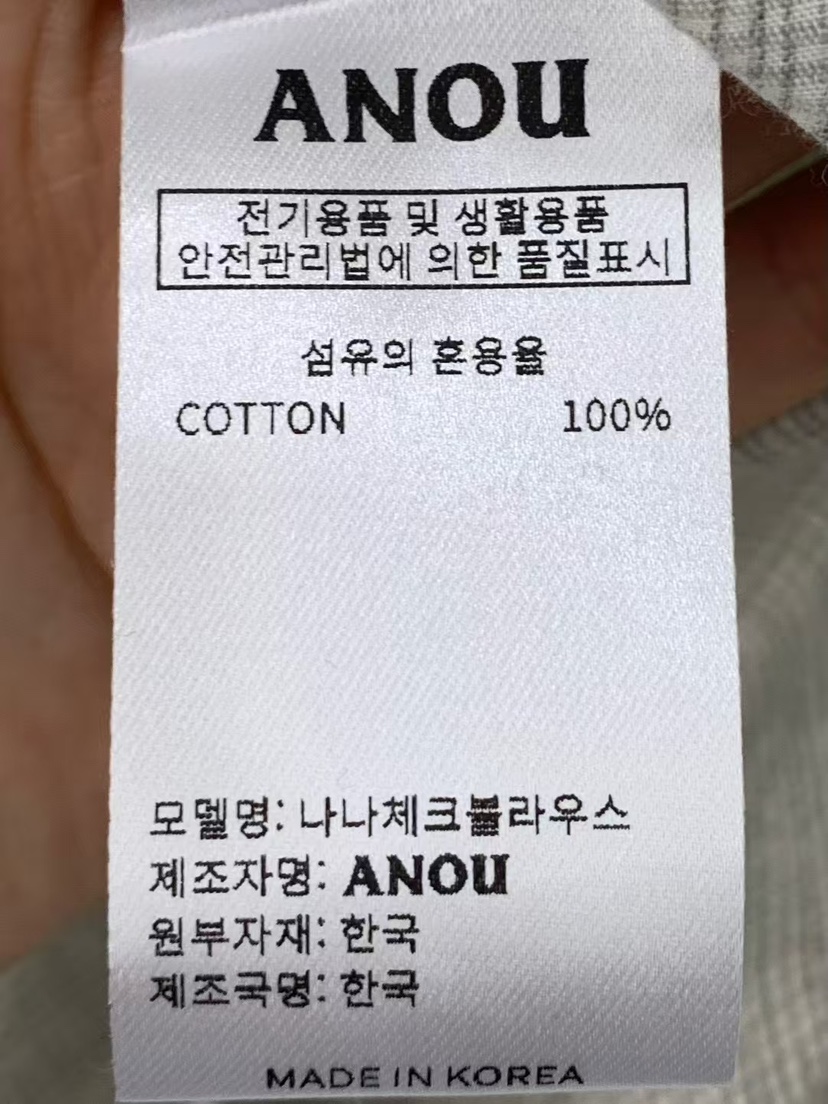 ANOU
전기용품 및 생활용품
안전관리법에 의한 품질표시
섬유의 혼용율
COTTON 100%
모델명: 나나체크블라우스
제조자명: ANOU
원부자재: 한국
제조국명: 한국
MADE IN KOREA